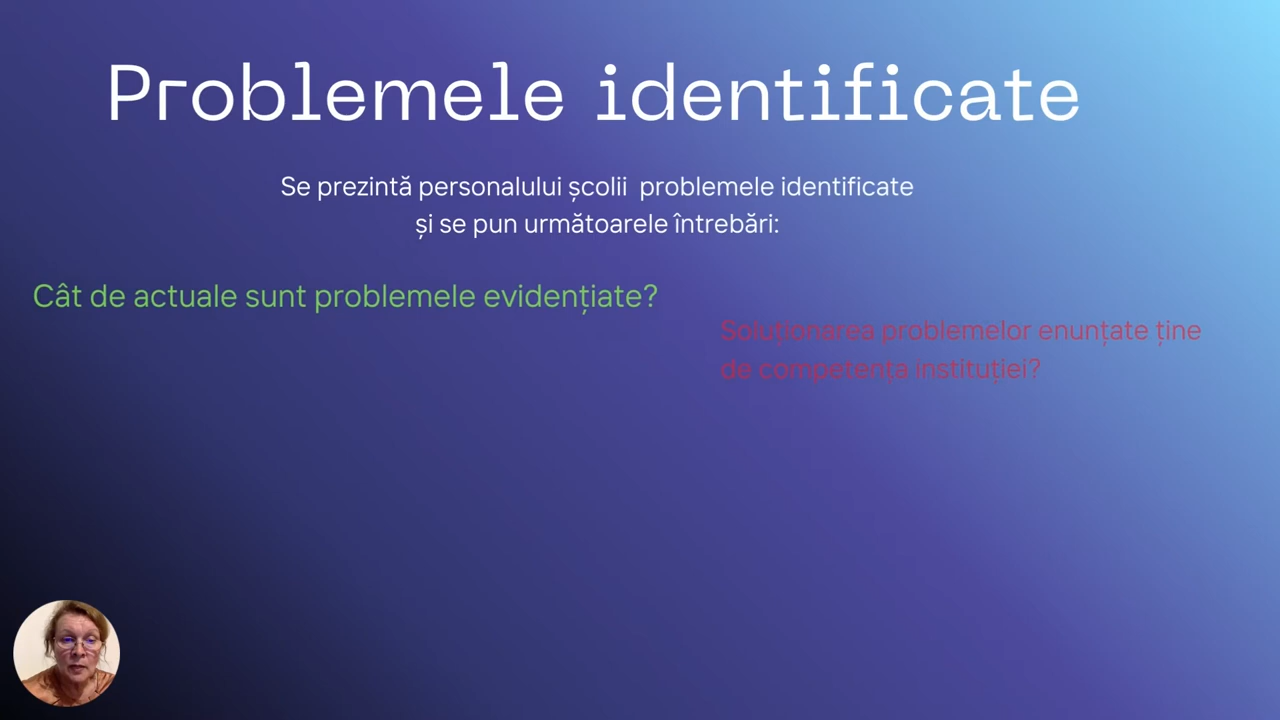 Problemele identificate
Se prezintă personalului școlii  problemele identificate
și se pun următoarele întrebări:
Cât de actuale sunt problemele evidențiate?
Soluționarea problemelor enunțate ține
de competența instituției?